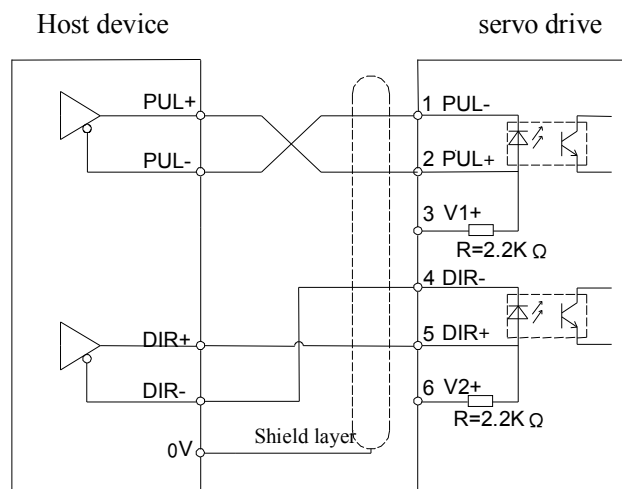 Host device
servo drive
PUL+
PUL-
DIR+
DIR-
0V
Shield layer
1 PUL-
2 PUL+
3 V1+
R=2.2K Ω
4 DIR-
5 DIR+
6 V2+
R=2.2K Ω